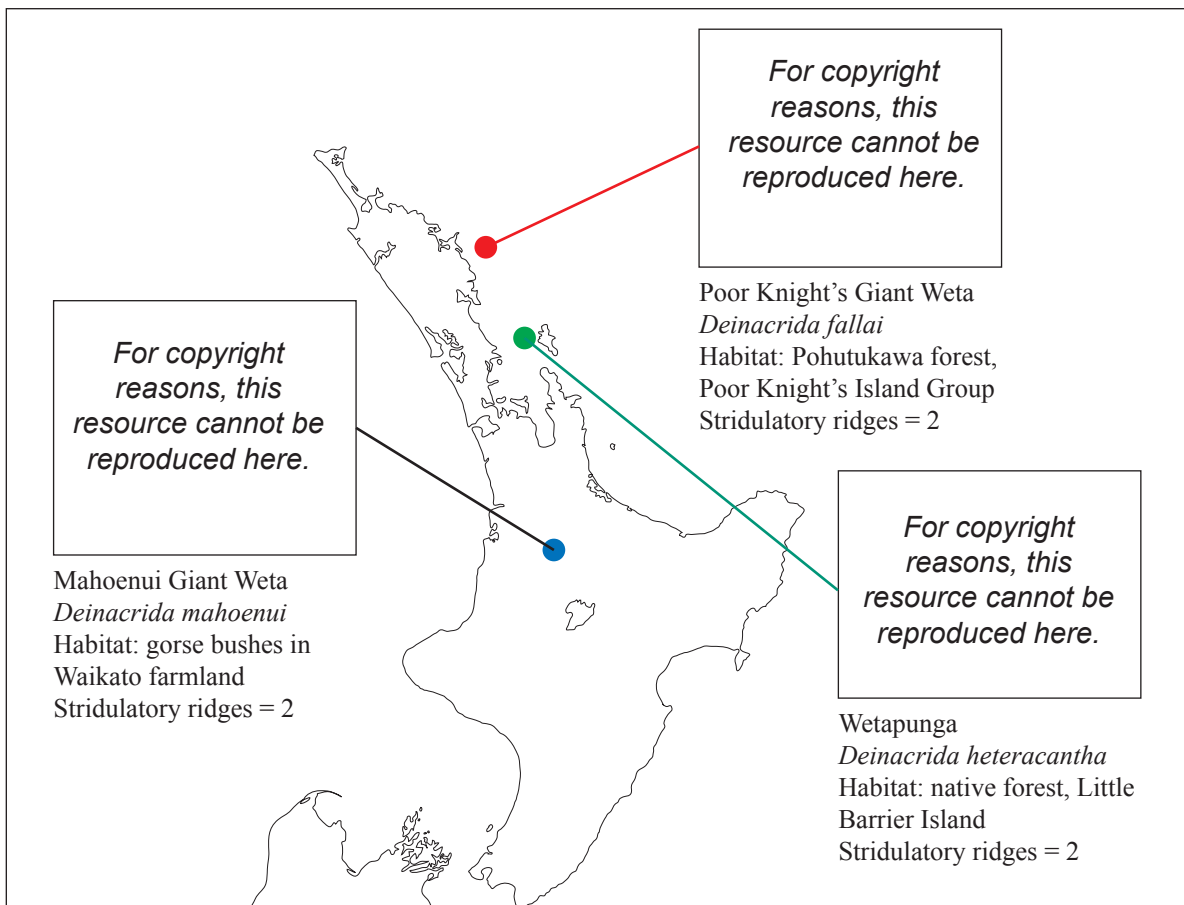 For copyright
reasons, this
resource cannot be
reproduced here.
Poor Knight’s Giant Weta
Deinacrida fallai
Habitat: Pohutukawa forest,
Poor Knight’s Island Group
Stridulatory ridges = 2
For copyright
reasons, this
resource cannot be
reproduced here.
Mahoenui Giant Weta
Deinacrida mahoenui
Habitat: gorse bushes in
Waikato farmland
Stridulatory ridges = 2
For copyright
reasons, this
resource cannot be
reproduced here.
Wetapunga
Deinacrida heteracantha
Habitat: native forest, Little
Barrier Island
Stridulatory ridges = 2